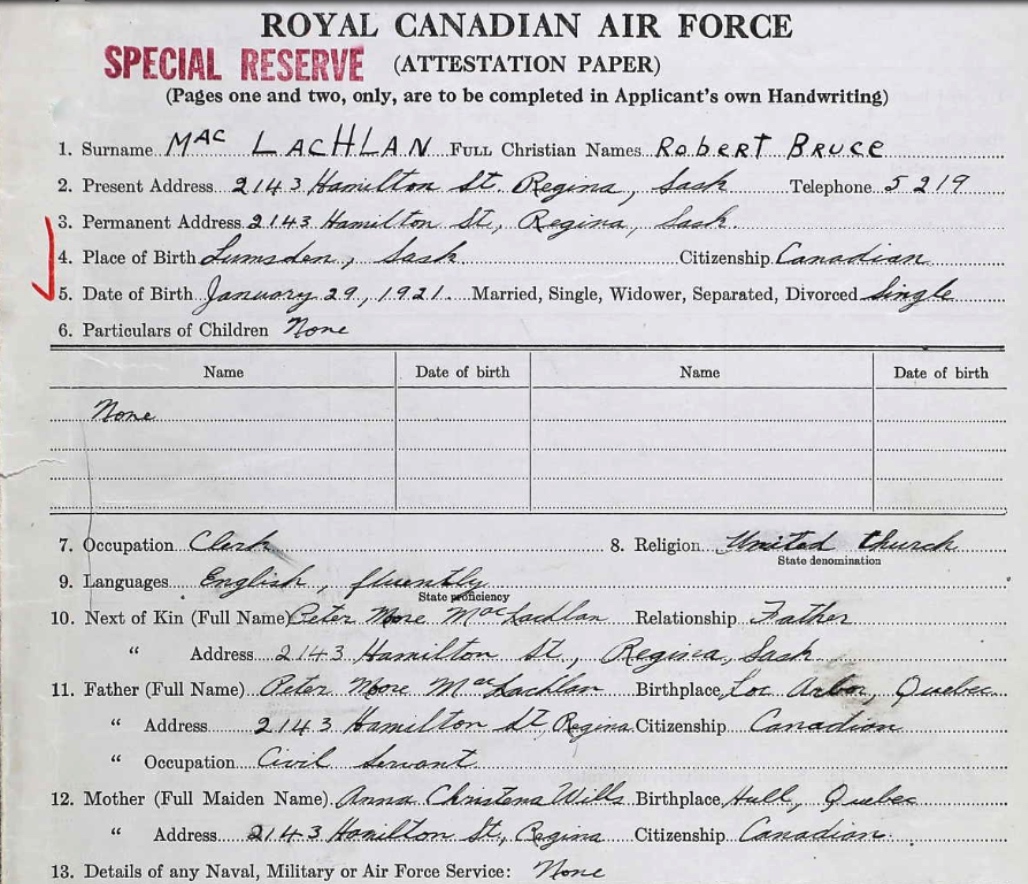 ROYAL CANADIAN AIR FORCE
SPECIAL RESERVE (ATTESTATION PAPER)
(Pages one and two, only, are to be completed in Applicant's own Handwriting)
1. Surname Mac LACHLAN FULL Christian Names RobeRT BRUCE
2. Present Address 2143 Hamilton St. Regina, Sask Telephone 5219
3. Permanent Address 2143 Hamilton St, Regina, Sask.
4. Place of Birth Lumsden, Sask Citizenship Canadian
5. Date of Birth January 29, 1921. Married, Single, Widower, Separated, Divorced Single
6. Particulars of Children None
Name Date of birth Name Date of birth
None
7. Occupation Clerk 8. Religion United Church
State denomination
9. Languages English, fluently
State proficiency
10. Next of Kin (Full Name) Peter Moore MacLachlan Relationship Father
" Address 2143 Hamilton St, Regina, Sask
11. Father (Full Name) Peter Moore MacLachlan Birthplace Loc Arbor, Quebec
" Address 2143 Hamilton St, Regina Citizenship Canadian
" Occupation Civil Servant
12. Mother (Full Maiden Name) Anna Christena Wills Birthplace Hull, Quebec
" Address 2143 Hamilton St, Regina Citizenship Canadian.
13. Details of any Naval, Military or Air Force Service: None